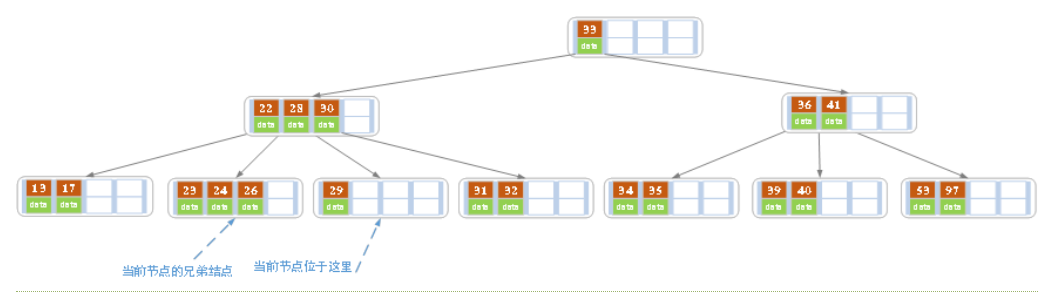 33
data
22 28 30
data data data
36 41
data data
13 17
data data
23 24 26
data data data
29
data
31 32
data data
34 35
data data
39 40
data data
53 97
data data
当前节点的兄弟结点
当前节点位于这里